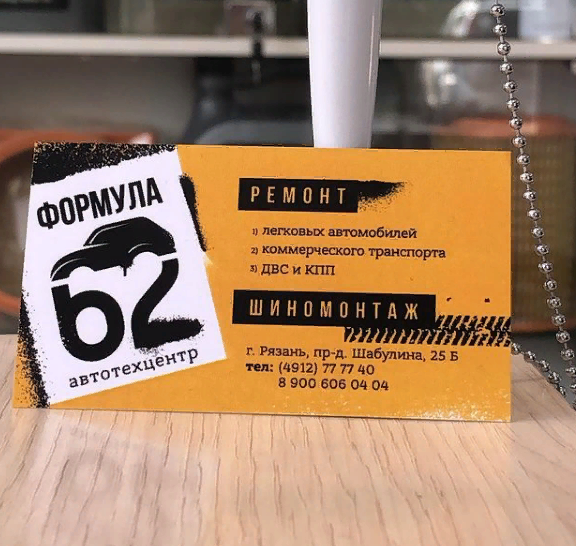 ФОРМУЛА
62
автотехцентр
РЕМОНТ
1) легковых автомобилей
2) коммерческого транспорта
3) ДВС и КПП
ШИНОМОНТАЖ
г. Рязань, пр-д. Шабулина, 25 Б
тел: (4912) 77 77 40
8 900 606 04 04